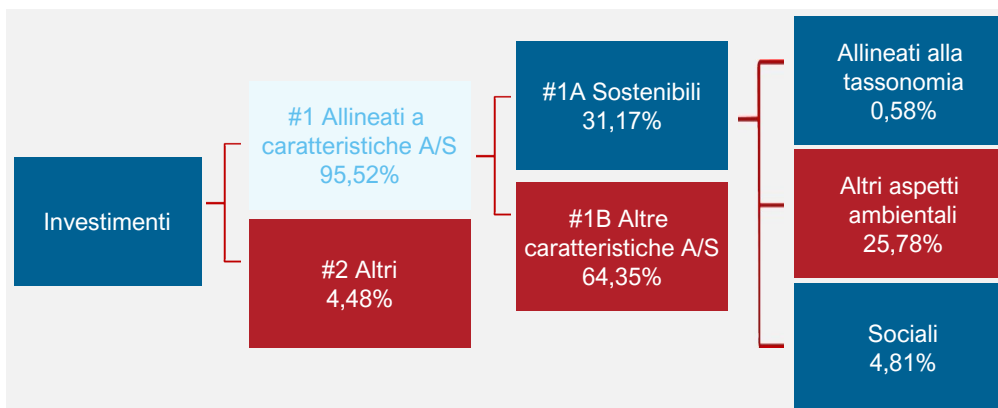 Investimenti
#1 Allineati a
caratteristiche A/S
95,52%
#2 Altri
4,48%
#1A Sostenibili
31,17%
#1B Altre
caratteristiche A/S
64,35%
Allineati alla
tassonomia
0,58%
Altri aspetti
ambientali
25,78%
Sociali
4,81%